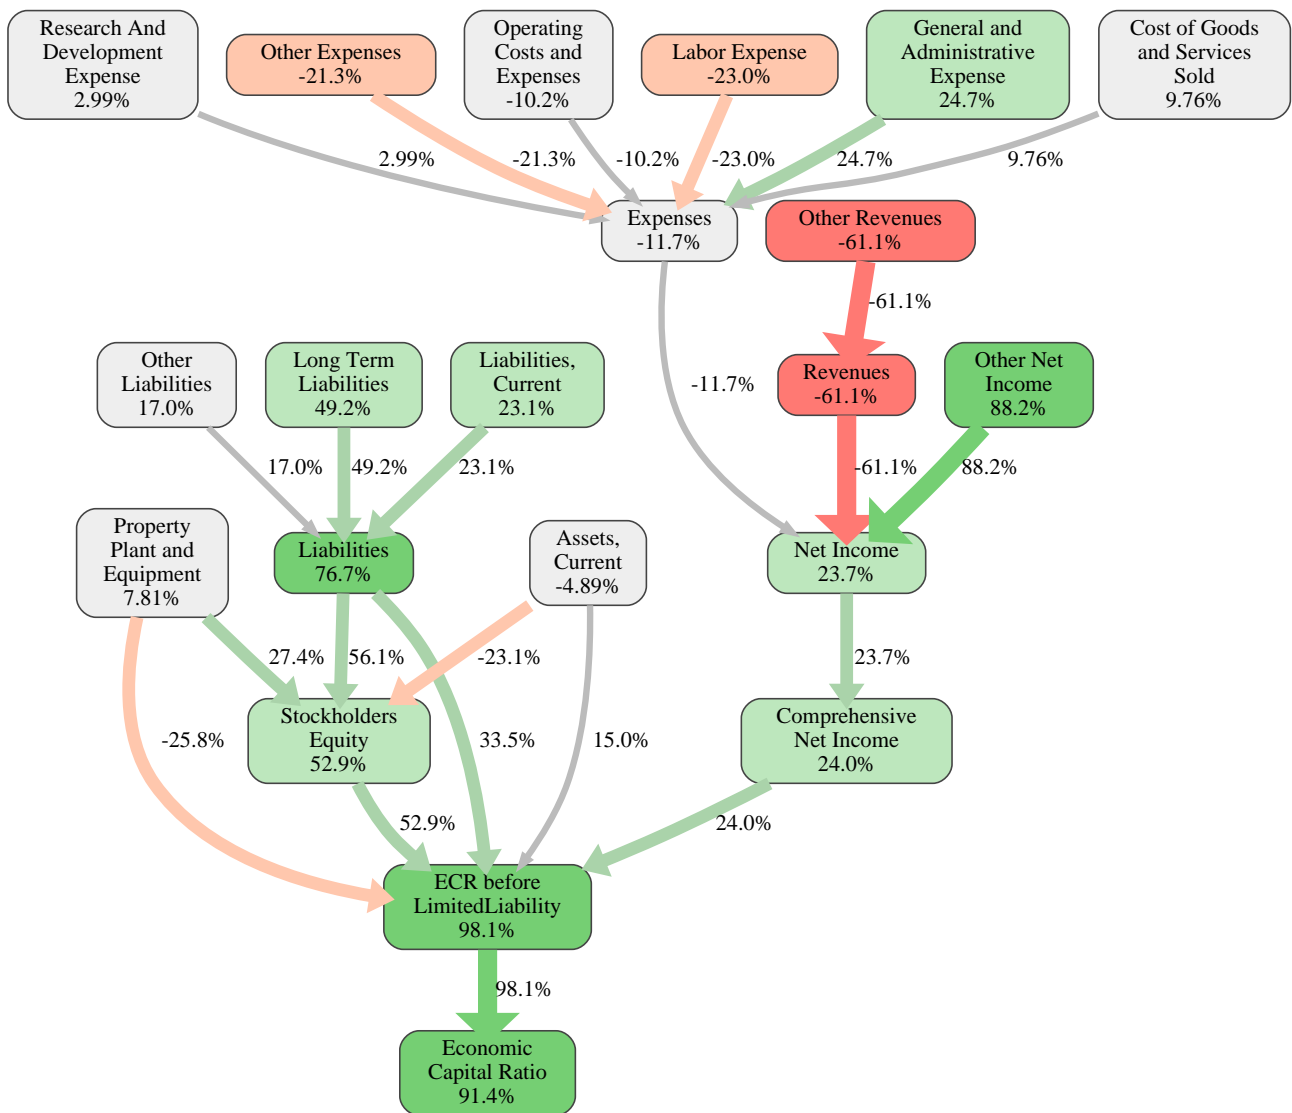 Research And
Development
Expense
2.99%
Other Expenses
-21.3%
Operating
Costs and
Expenses
-10.2%
Labor Expense
-23.0%
General and
Administrative
Expense
24.7%
Cost of Goods
and Services
Sold
9.76%
2.99%
-21.3%
-10.2%
-23.0%
24.7%
9.76%
Expenses
-11.7%
Other Revenues
-61.1%
-61.1%
Other
Liabilities
17.0%
Long Term
Liabilities
49.2%
Liabilities,
Current
23.1%
-11.7%
Revenues
-61.1%
Other Net
Income
88.2%
17.0%
49.2%
23.1%
-61.1%
88.2%
Property
Plant and
Equipment
7.81%
Liabilities
76.7%
Assets,
Current
-4.89%
Net Income
23.7%
27.4%
56.1%
-23.1%
23.7%
-25.8%
Stockholders
Equity
52.9%
33.5%
15.0%
Comprehensive
Net Income
24.0%
52.9%
24.0%
ECR before
LimitedLiability
98.1%
98.1%
Economic
Capital Ratio
91.4%